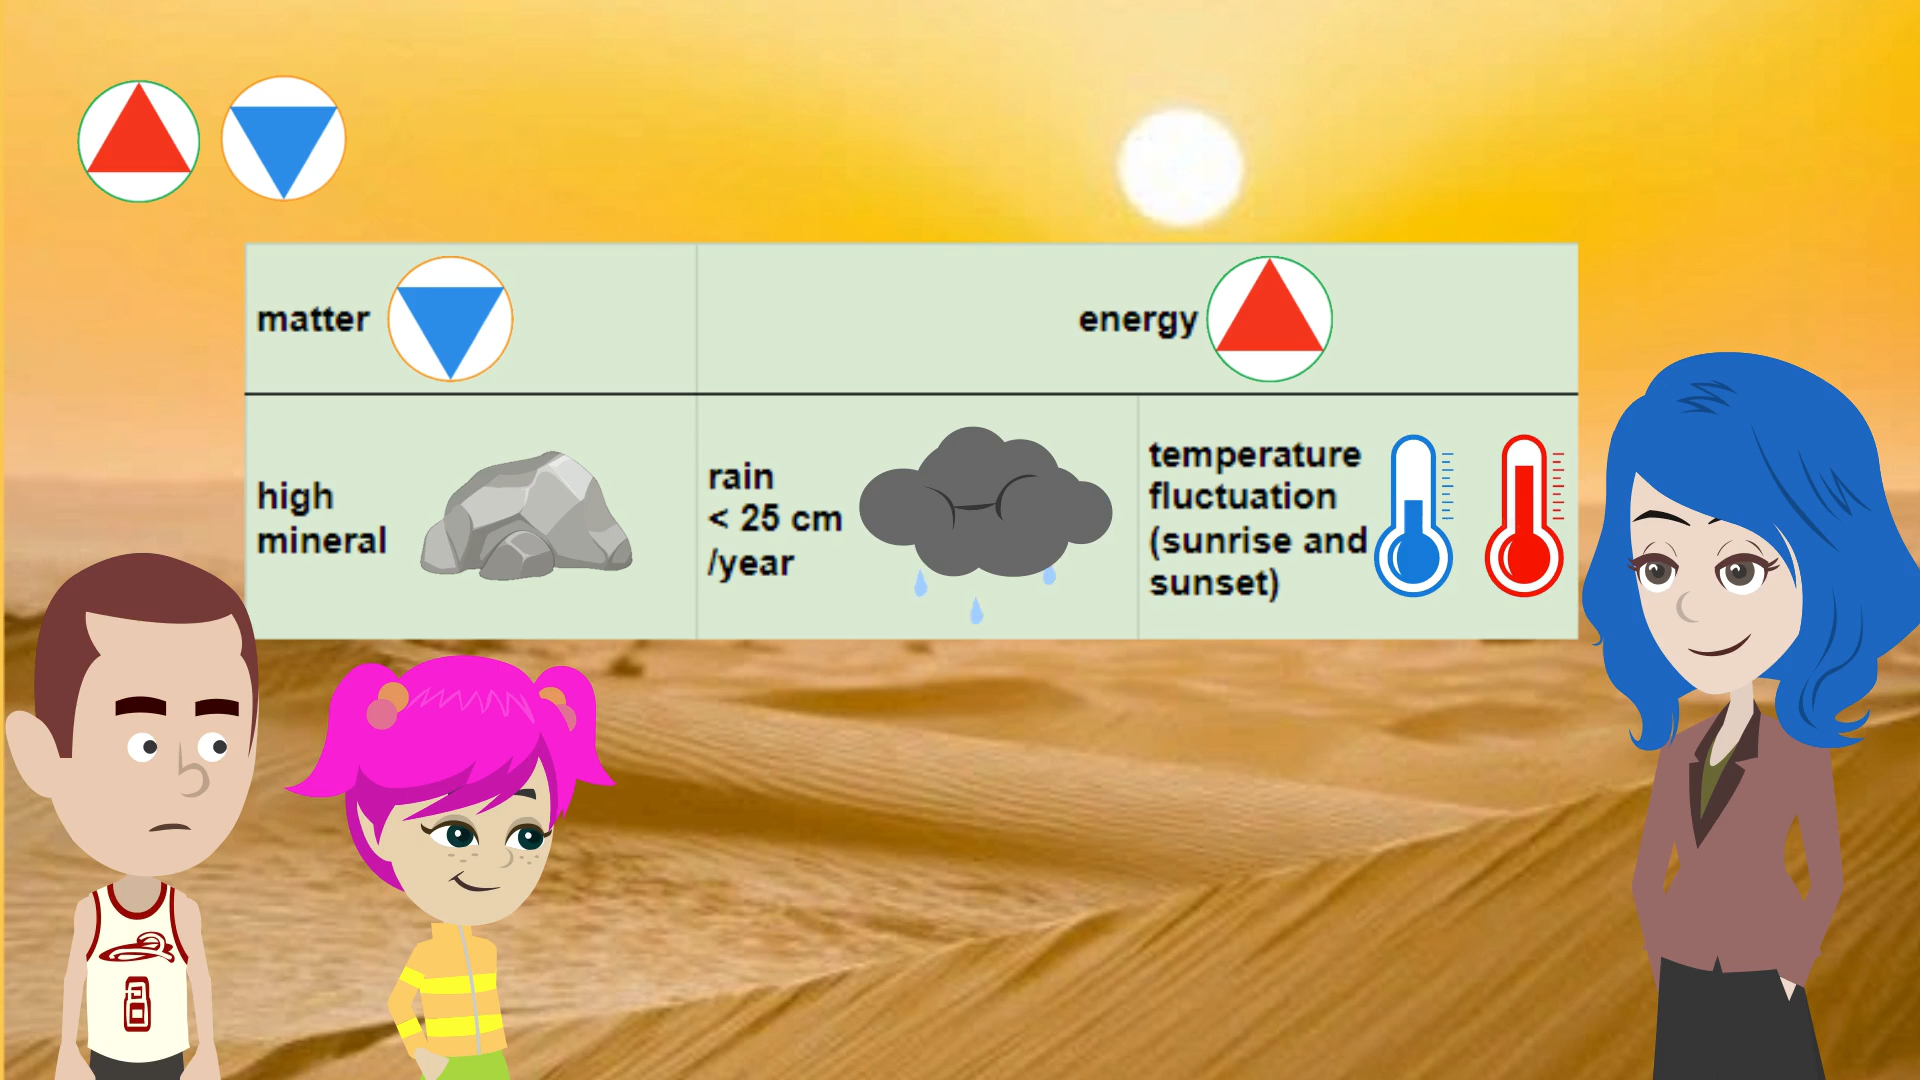 matter
energy
high
mineral
rain
< 25 cm
/year
temperature
fluctuation
(sunrise and
sunset)